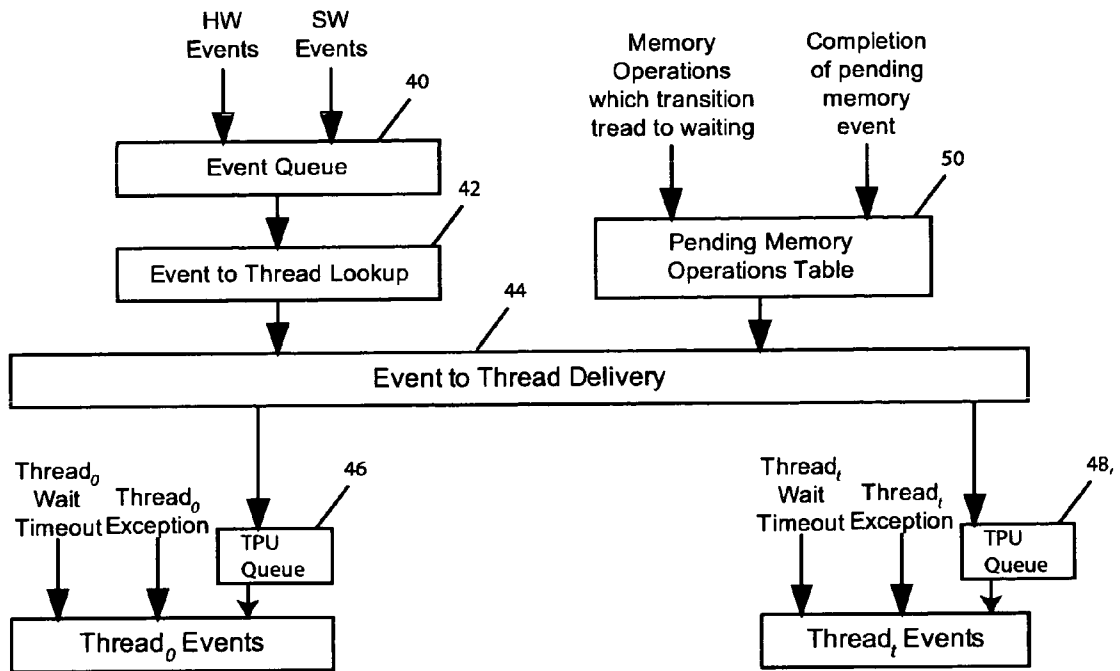 HW
Events
SW
Events
40
Event Queue
42
Event to Thread Lookup
Memory
Operations
which transition
tread to waiting
Completion
of pending
memory
event
50
Pending Memory
Operations Table
44
Event to Thread Delivery
Thread0
Wait
Timeout
Thread0
Exception
46
TPU
Queue
Thread0 Events
Threadt
Wait
Timeout
Threadt
Exception
48,
TPU
Queue
Threadt Events